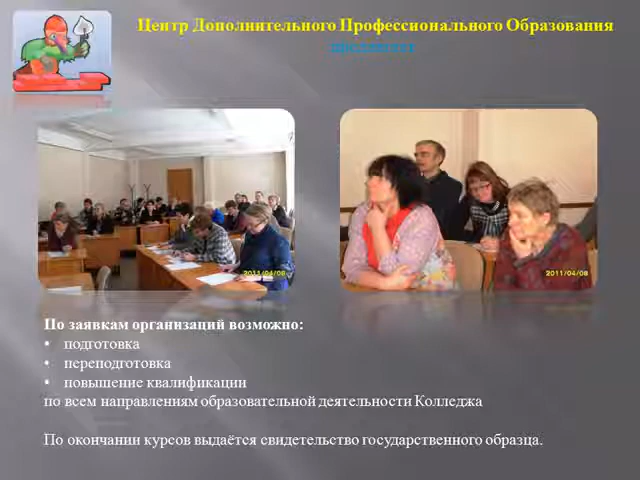 Центр Дополнительного Профессионального Образования
предлагает
2011/04/08
2011/04/08
По заявкам организаций возможно:
• подготовка
• переподготовка
• повышение квалификации
по всем направлениям образовательной деятельности Колледжа
По окончании курсов выдаётся свидетельство государственного образца.